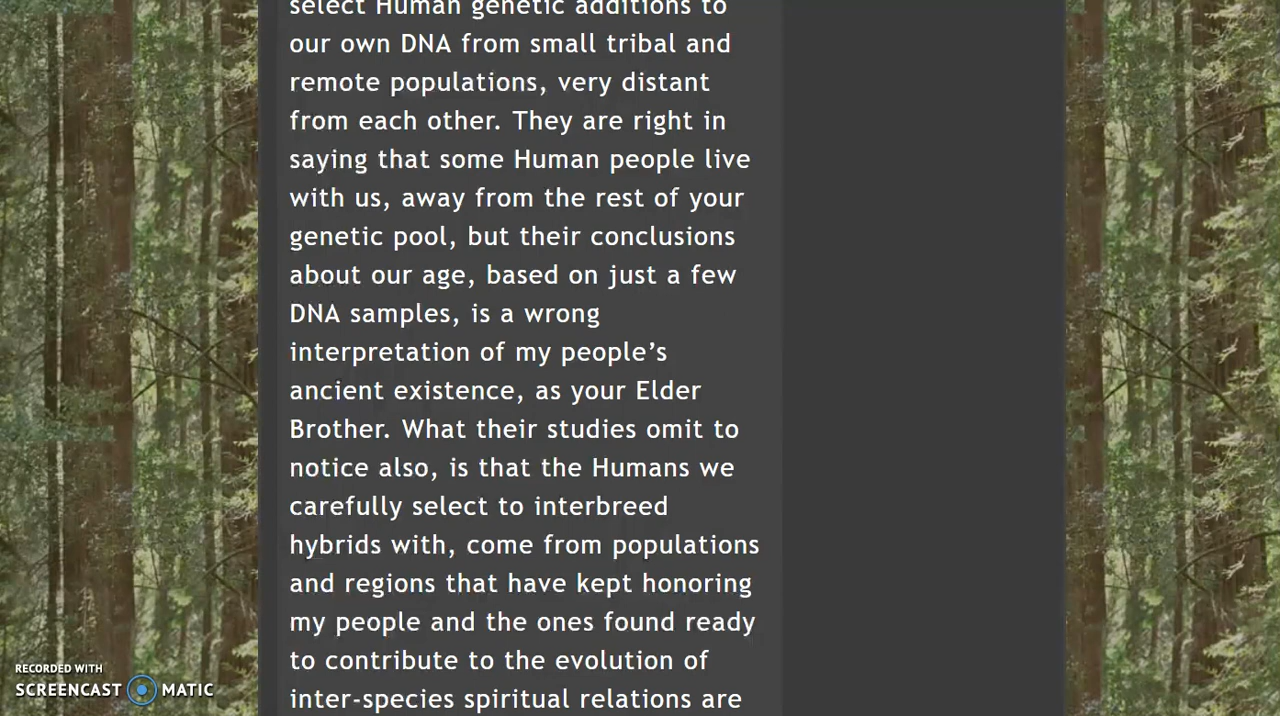 select Human genetic additions to
our own DNA from small tribal and
remote populations, very distant
from each other. They are right in
saying that some Human people live
with us, away from the rest of your
genetic pool, but their conclusions
about our age, based on just a few
DNA samples, is a wrong
interpretation of my people’s
ancient existence, as your Elder
Brother. What their studies omit to
notice also, is that the Humans we
carefully select to interbreed
hybrids with, come from populations
and regions that have kept honoring
my people and the ones found ready
to contribute to the evolution of
inter-species spiritual relations are
RECORDED WITH
SCREENCAST MATIC